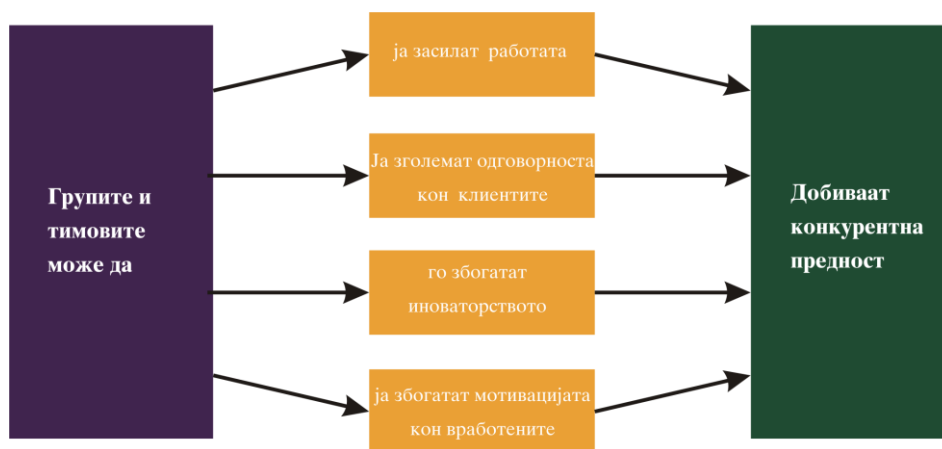 Групите и
тимовите
може да
ја засилат работата
Ја зголемат одговорноста
кон клиентите
го збогатат
иноваторството
ја збогатат мотивацијата
кон вработените
Добиваат
конкурентна
предност